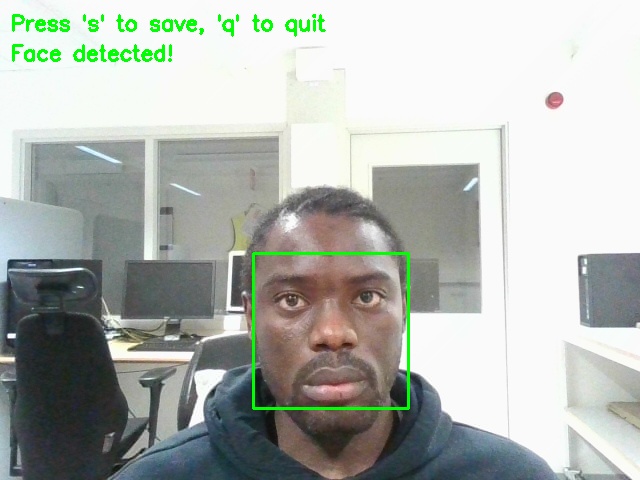 Press 's' to save, 'q' to quit
Face detected!